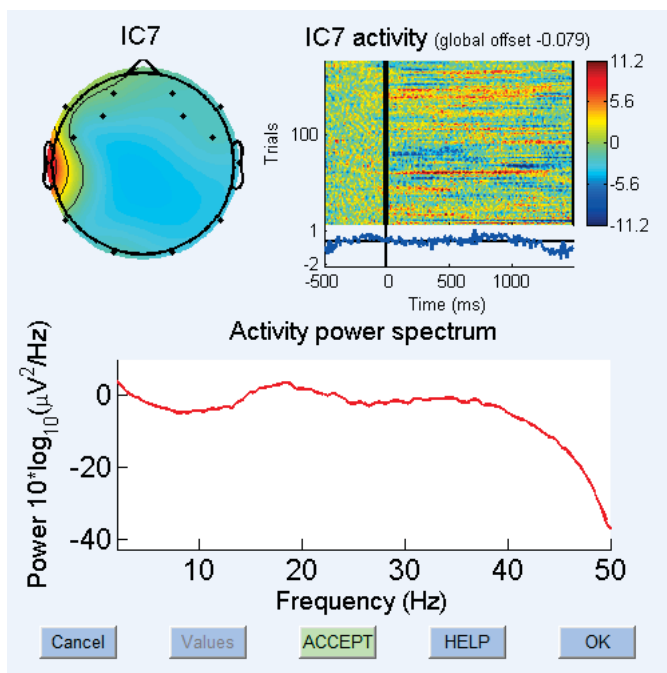 IC7
IC7 activity (global offset -0.079)
11.2
5.6
0
-5.6
-11.2
Trials
100
1
-2
-500
0
500
1000
Time (ms)
Activity power spectrum
Power 10*log₁₀(μV²/Hz)
0
-20
-40
10
20
30
40
50
Frequency (Hz)
Cancel
Values
ACCEPT
HELP
OK